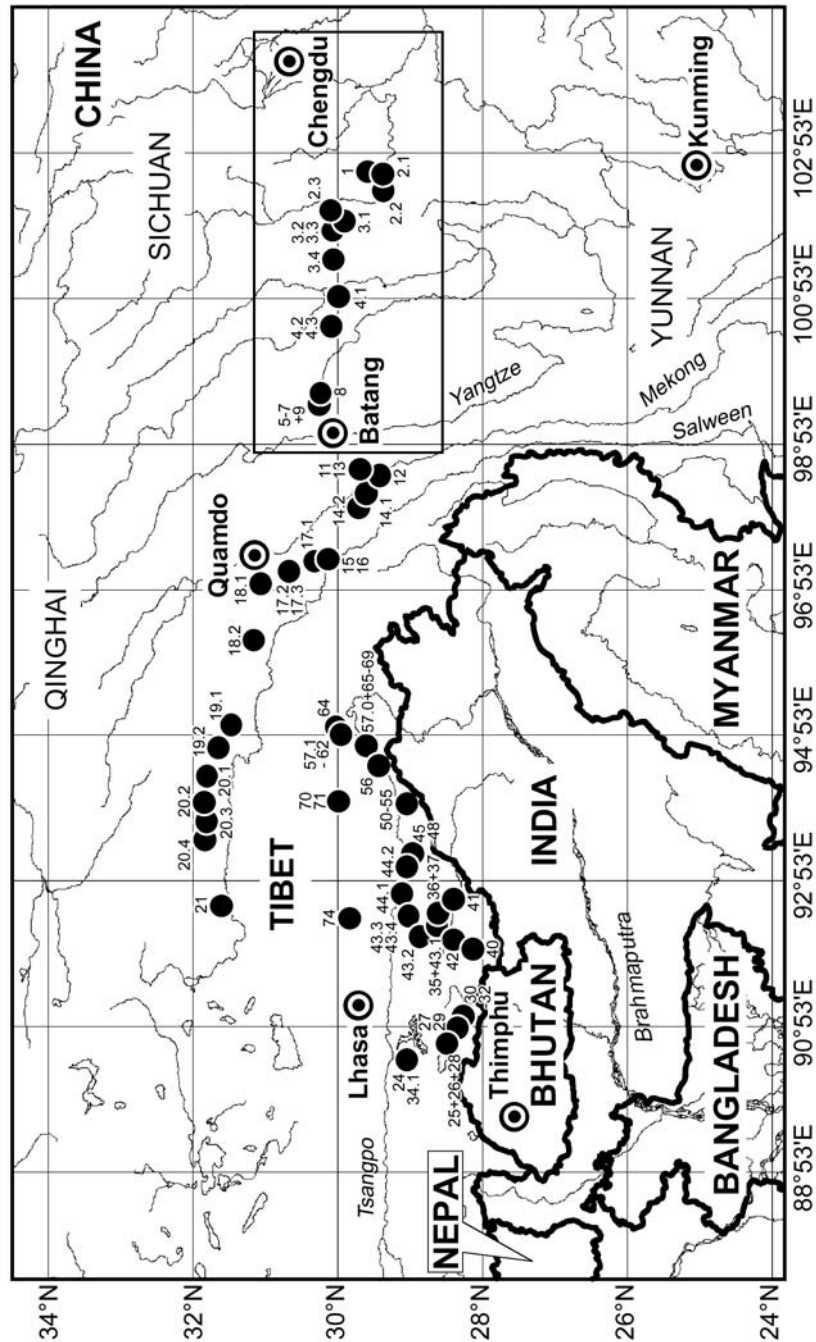 34°N
32°N
30°N
28°N
26°N
24°N
QINGHAI
SICHUAN
CHINA
21
20.4
20.3
20.2
20.1
19.2
19.1
18.2
18.1
Quamdo
17.2
17.3
17.1
15
16
14.2
14.1
11
13
12
Batang
5-7
+9
8
4.2
4.3
4.1
3.4
3.2
3.3
3.1
2.3
2.2
1
2.1
Chengdu
TIBET
Lhasa
74
70
71
57.1
- 62
64
57.0+65-69
56
50-55
Tsangpo
24
34.1
25+26+28
27
29
30
-32
43.2
43.3
43.4
44.1
44.2
45
-48
36+37
35+43.1
42
40
41
NEPAL
Thimphu
BHUTAN
INDIA
Brahmaputra
BANGLADESH
MYANMAR
Salween
Mekong
Yangtze
YUNNAN
Kunming
88°53'E
90°53'E
92°53'E
94°53'E
96°53'E
98°53'E
100°53'E
102°53'E